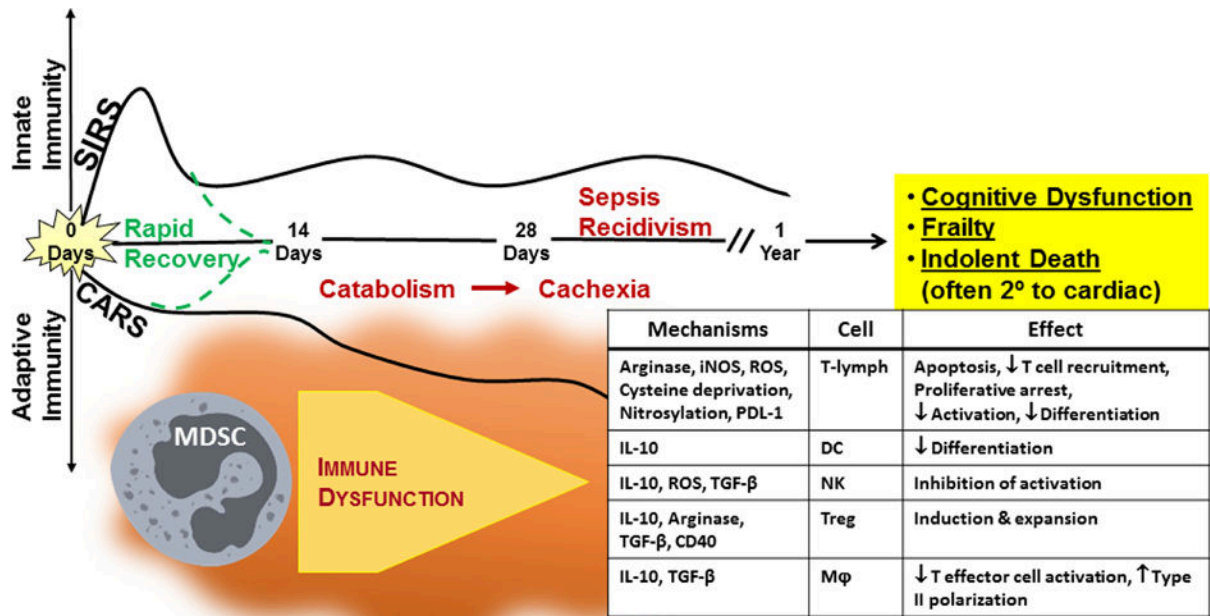 Innate
Immunity
SIRS
0
Days
Rapid
Recovery
14
Days
28
Days
Sepsis
Recidivism
1
Year
• Cognitive Dysfunction
• Frailty
• Indolent Death
(often 2º to cardiac)
Catabolism → Cachexia
CARS
Adaptive
Immunity
MDSC
IMMUNE
DYSFUNCTION
Mechanisms Cell Effect
Arginase, iNOS, ROS, T-lymph Apoptosis, ↓T cell recruitment,
Cysteine deprivation, Proliferative arrest,
Nitrosylation, PDL-1 ↓Activation, ↓Differentiation
IL-10 DC ↓ Differentiation
IL-10, ROS, TGF-β NK Inhibition of activation
IL-10, Arginase, Treg Induction & expansion
TGF-β, CD40
IL-10, TGF-β Mφ ↓T effector cell activation, ↑Type
II polarization